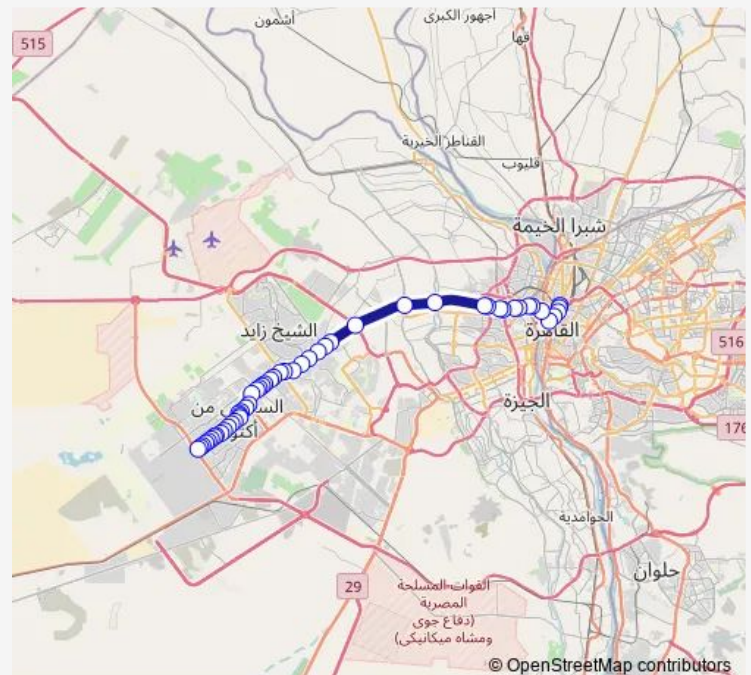 أشمون
أجهور الكبرى
515
قها
القناطر الخيرية
قليوب
شبرا الخيمة
الشيخ زايد
القاهرة
516
من
الجيزة
176
الحوامدية
حلوان
29
القوات المسلحة
المصرية
(دفاع جوى
ومشاه ميكانيكى)
© OpenStreetMap contributors